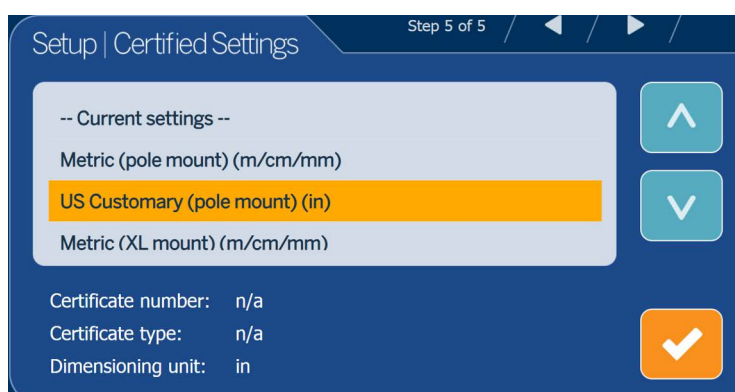 Setup | Certified Settings
Step 5 of 5
-- Current settings --
Metric (pole mount) (m/cm/mm)
US Customary (pole mount) (in)
Metric (XL mount) (m/cm/mm)
Certificate number: n/a
Certificate type: n/a
Dimensioning unit: in